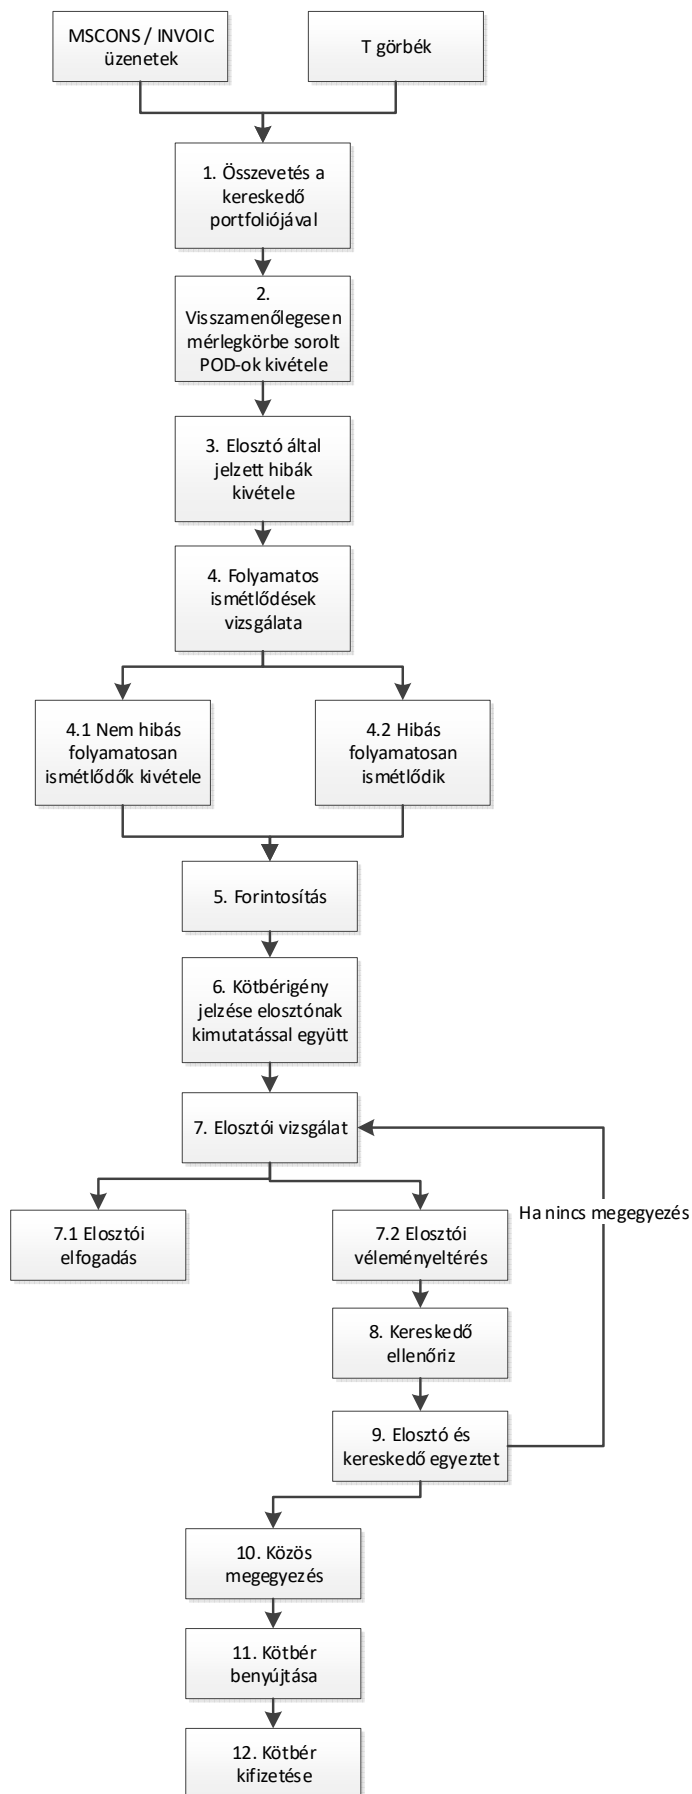 MSCONS / INVOIC
üzenetek
T görbék
1. Összevetés a
kereskedő
portfoliójával
2.
Visszamenőlegesen
mérlegkörbe sorolt
POD-ok kivétele
3. Elosztó által
jelzett hibák
kivétele
4. Folyamatos
ismétlődések
vizsgálata
4.1 Nem hibás
folyamatosan
ismétlődők kivétele
4.2 Hibás
folyamatosan
ismétlődik
5. Forintosítás
6. Kötbérigény
jelzése elosztónak
kimutatással együtt
7. Elosztói vizsgálat
7.1 Elosztói
elfogadás
7.2 Elosztói
véleményeltérés
Ha nincs megegyezés
8. Kereskedő
ellenőriz
9. Elosztó és
kereskedő egyeztet
10. Közös
megegyezés
11. Kötbér
benyújtása
12. Kötbér
kifizetése